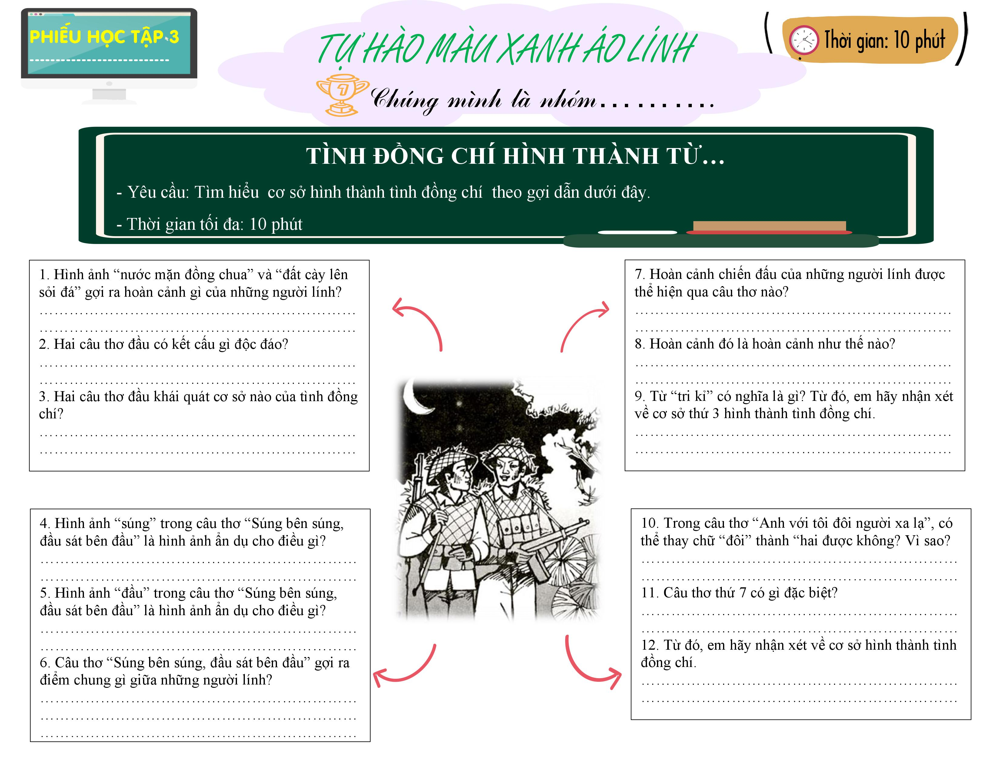 PHIẾU HỌC TẬP 3
TỰ HÀO MÀU XANH ÁO LÍNH
Thời gian: 10 phút
Chúng mình là nhóm……….
TÌNH ĐỒNG CHÍ HÌNH THÀNH TỪ…
- Yêu cầu: Tìm hiểu cơ sở hình thành tình đồng chí theo gợi dẫn dưới đây.
- Thời gian tối đa: 10 phút
1. Hình ảnh “nước mặn đồng chua” và “đất cày lên
sỏi đá” gợi ra hoàn cảnh gì của những người lính?
2. Hai câu thơ đầu có kết cấu gì độc đáo?
3. Hai câu thơ đầu khái quát cơ sở nào của tình đồng
chí?
4. Hình ảnh “súng” trong câu thơ “Súng bên súng,
đầu sát bên đầu” là hình ảnh ẩn dụ cho điều gì?
5. Hình ảnh “đầu” trong câu thơ “Súng bên súng,
đầu sát bên đầu” là hình ảnh ẩn dụ cho điều gì?
6. Câu thơ “Súng bên súng, đầu sát bên đầu” gợi ra
điểm chung gì giữa những người lính?
7. Hoàn cảnh chiến đấu của những người lính được
thể hiện qua câu thơ nào?
8. Hoàn cảnh đó là hoàn cảnh như thế nào?
9. Từ “tri kỉ” có nghĩa là gì? Từ đó, em hãy nhận xét
về cơ sở thứ 3 hình thành tình đồng chí.
10. Trong câu thơ “Anh với tôi đôi người xa lạ”, có
thể thay chữ “đôi” thành “hai được không? Vì sao?
11. Câu thơ thứ 7 có gì đặc biệt?
12. Từ đó, em hãy nhận xét về cơ sở hình thành tình
đồng chí.